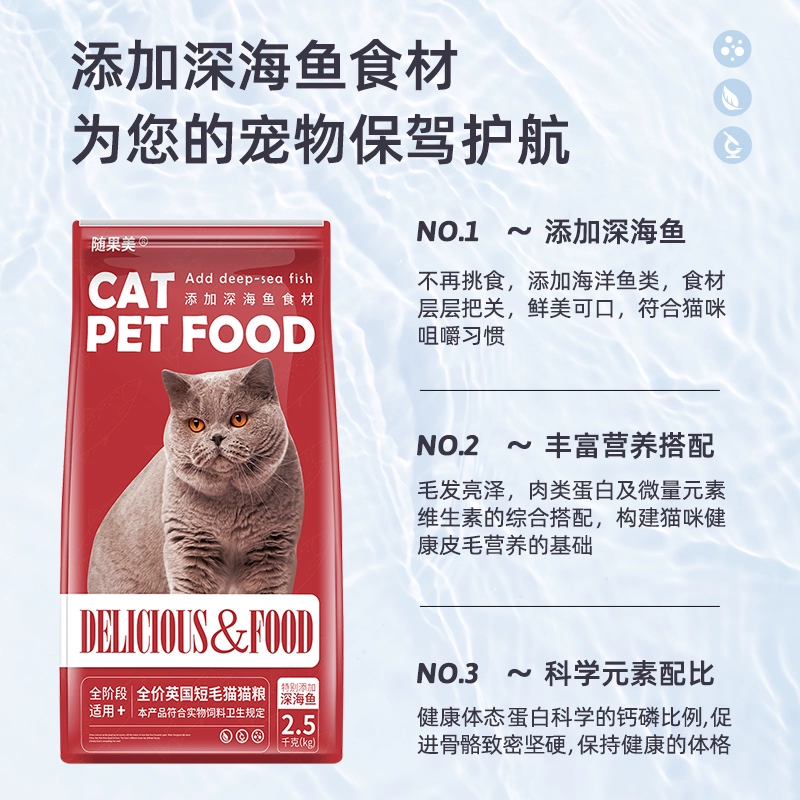 添加深海鱼食材
为您的宠物保驾护航
随果美®
Add deep-sea fish
CAT
添加深海鱼食材
PET FOOD
DELICIOUS&FOOD
全阶段
适用+
全价英国短毛猫猫粮
本产品符合实物饲料卫生规定
特别添加
深海鱼
2.5
千克(kg)
NO.1 ~ 添加深海鱼
不再挑食，添加海洋鱼类，食材
层层把关，鲜美可口，符合猫咪
咀嚼习惯
NO.2 ~ 丰富营养搭配
毛发亮泽，肉类蛋白及微量元素
维生素的综合搭配，构建猫咪健
康皮毛营养的基础
NO.3 ~ 科学元素配比
健康体态蛋白科学的钙磷比例,促
进骨骼致密坚硬,保持健康的体格